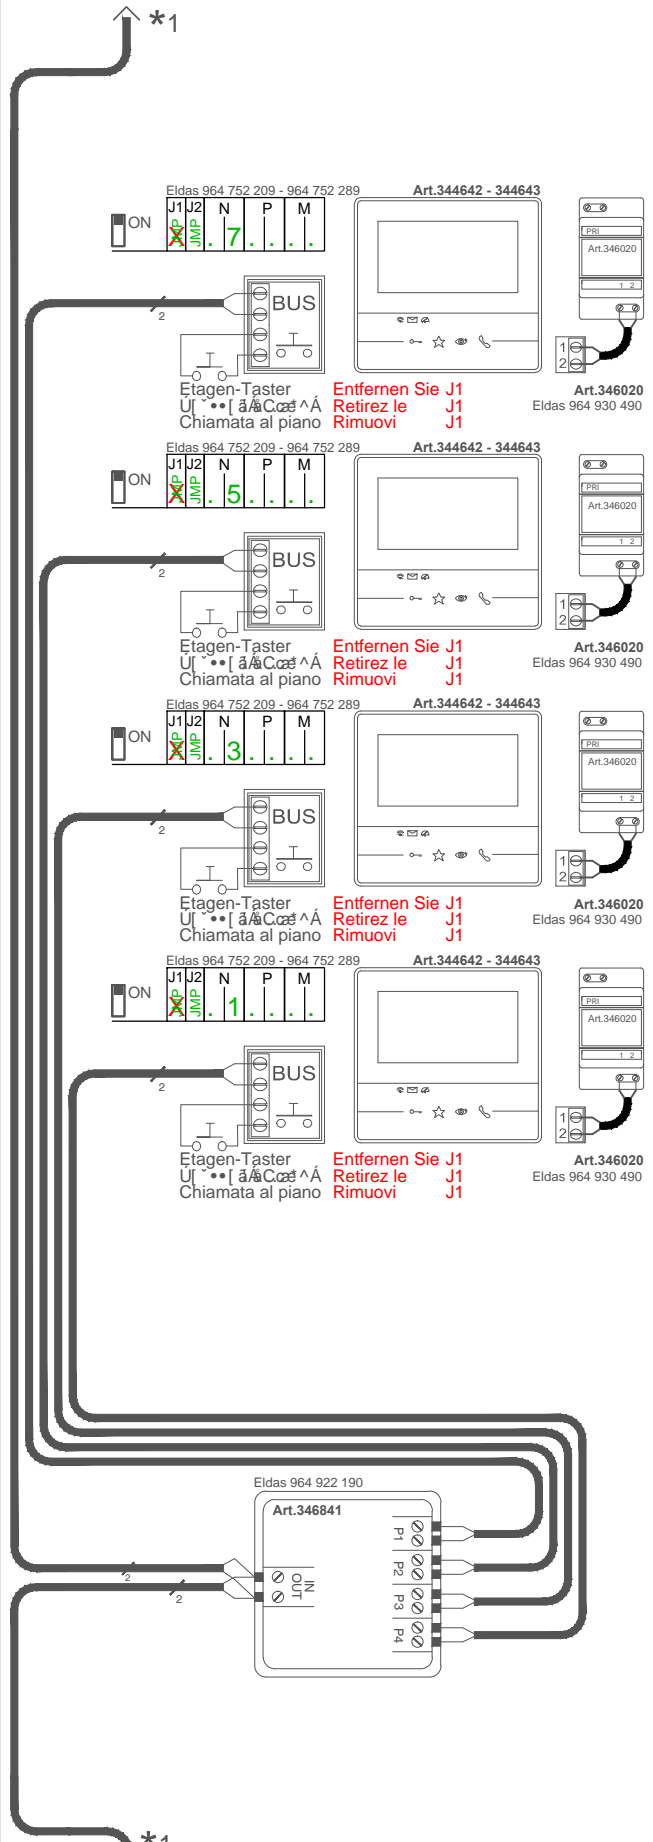 *1
Eldas 964 752 209 - 964 752 289
Art.344642 - 344643
ON
J1 J2 N P M
JMP JMP . 7 . . . .
PRI
Art.346020
1 2
BUS
2
1
2
Etagen-Taster
Chiamata al piano
Entfernen Sie J1
Retirez le J1
Rimuovi J1
Art.346020
Eldas 964 930 490
Eldas 964 752 209 - 964 752 289
Art.344642 - 344643
ON
J1 J2 N P M
JMP JMP . 5 . . . .
PRI
Art.346020
1 2
BUS
2
1
2
Etagen-Taster
Chiamata al piano
Entfernen Sie J1
Retirez le J1
Rimuovi J1
Art.346020
Eldas 964 930 490
Eldas 964 752 209 - 964 752 289
Art.344642 - 344643
ON
J1 J2 N P M
JMP JMP . 3 . . . .
PRI
Art.346020
1 2
BUS
2
1
2
Etagen-Taster
Chiamata al piano
Entfernen Sie J1
Retirez le J1
Rimuovi J1
Art.346020
Eldas 964 930 490
Eldas 964 752 209 - 964 752 289
Art.344642 - 344643
ON
J1 J2 N P M
JMP JMP . 1 . . . .
PRI
Art.346020
1 2
BUS
2
1
2
Etagen-Taster
Chiamata al piano
Entfernen Sie J1
Retirez le J1
Rimuovi J1
Art.346020
Eldas 964 930 490
Eldas 964 922 190
Art.346841
P1
P2
P3
P4
IN
OUT
2
2
*1